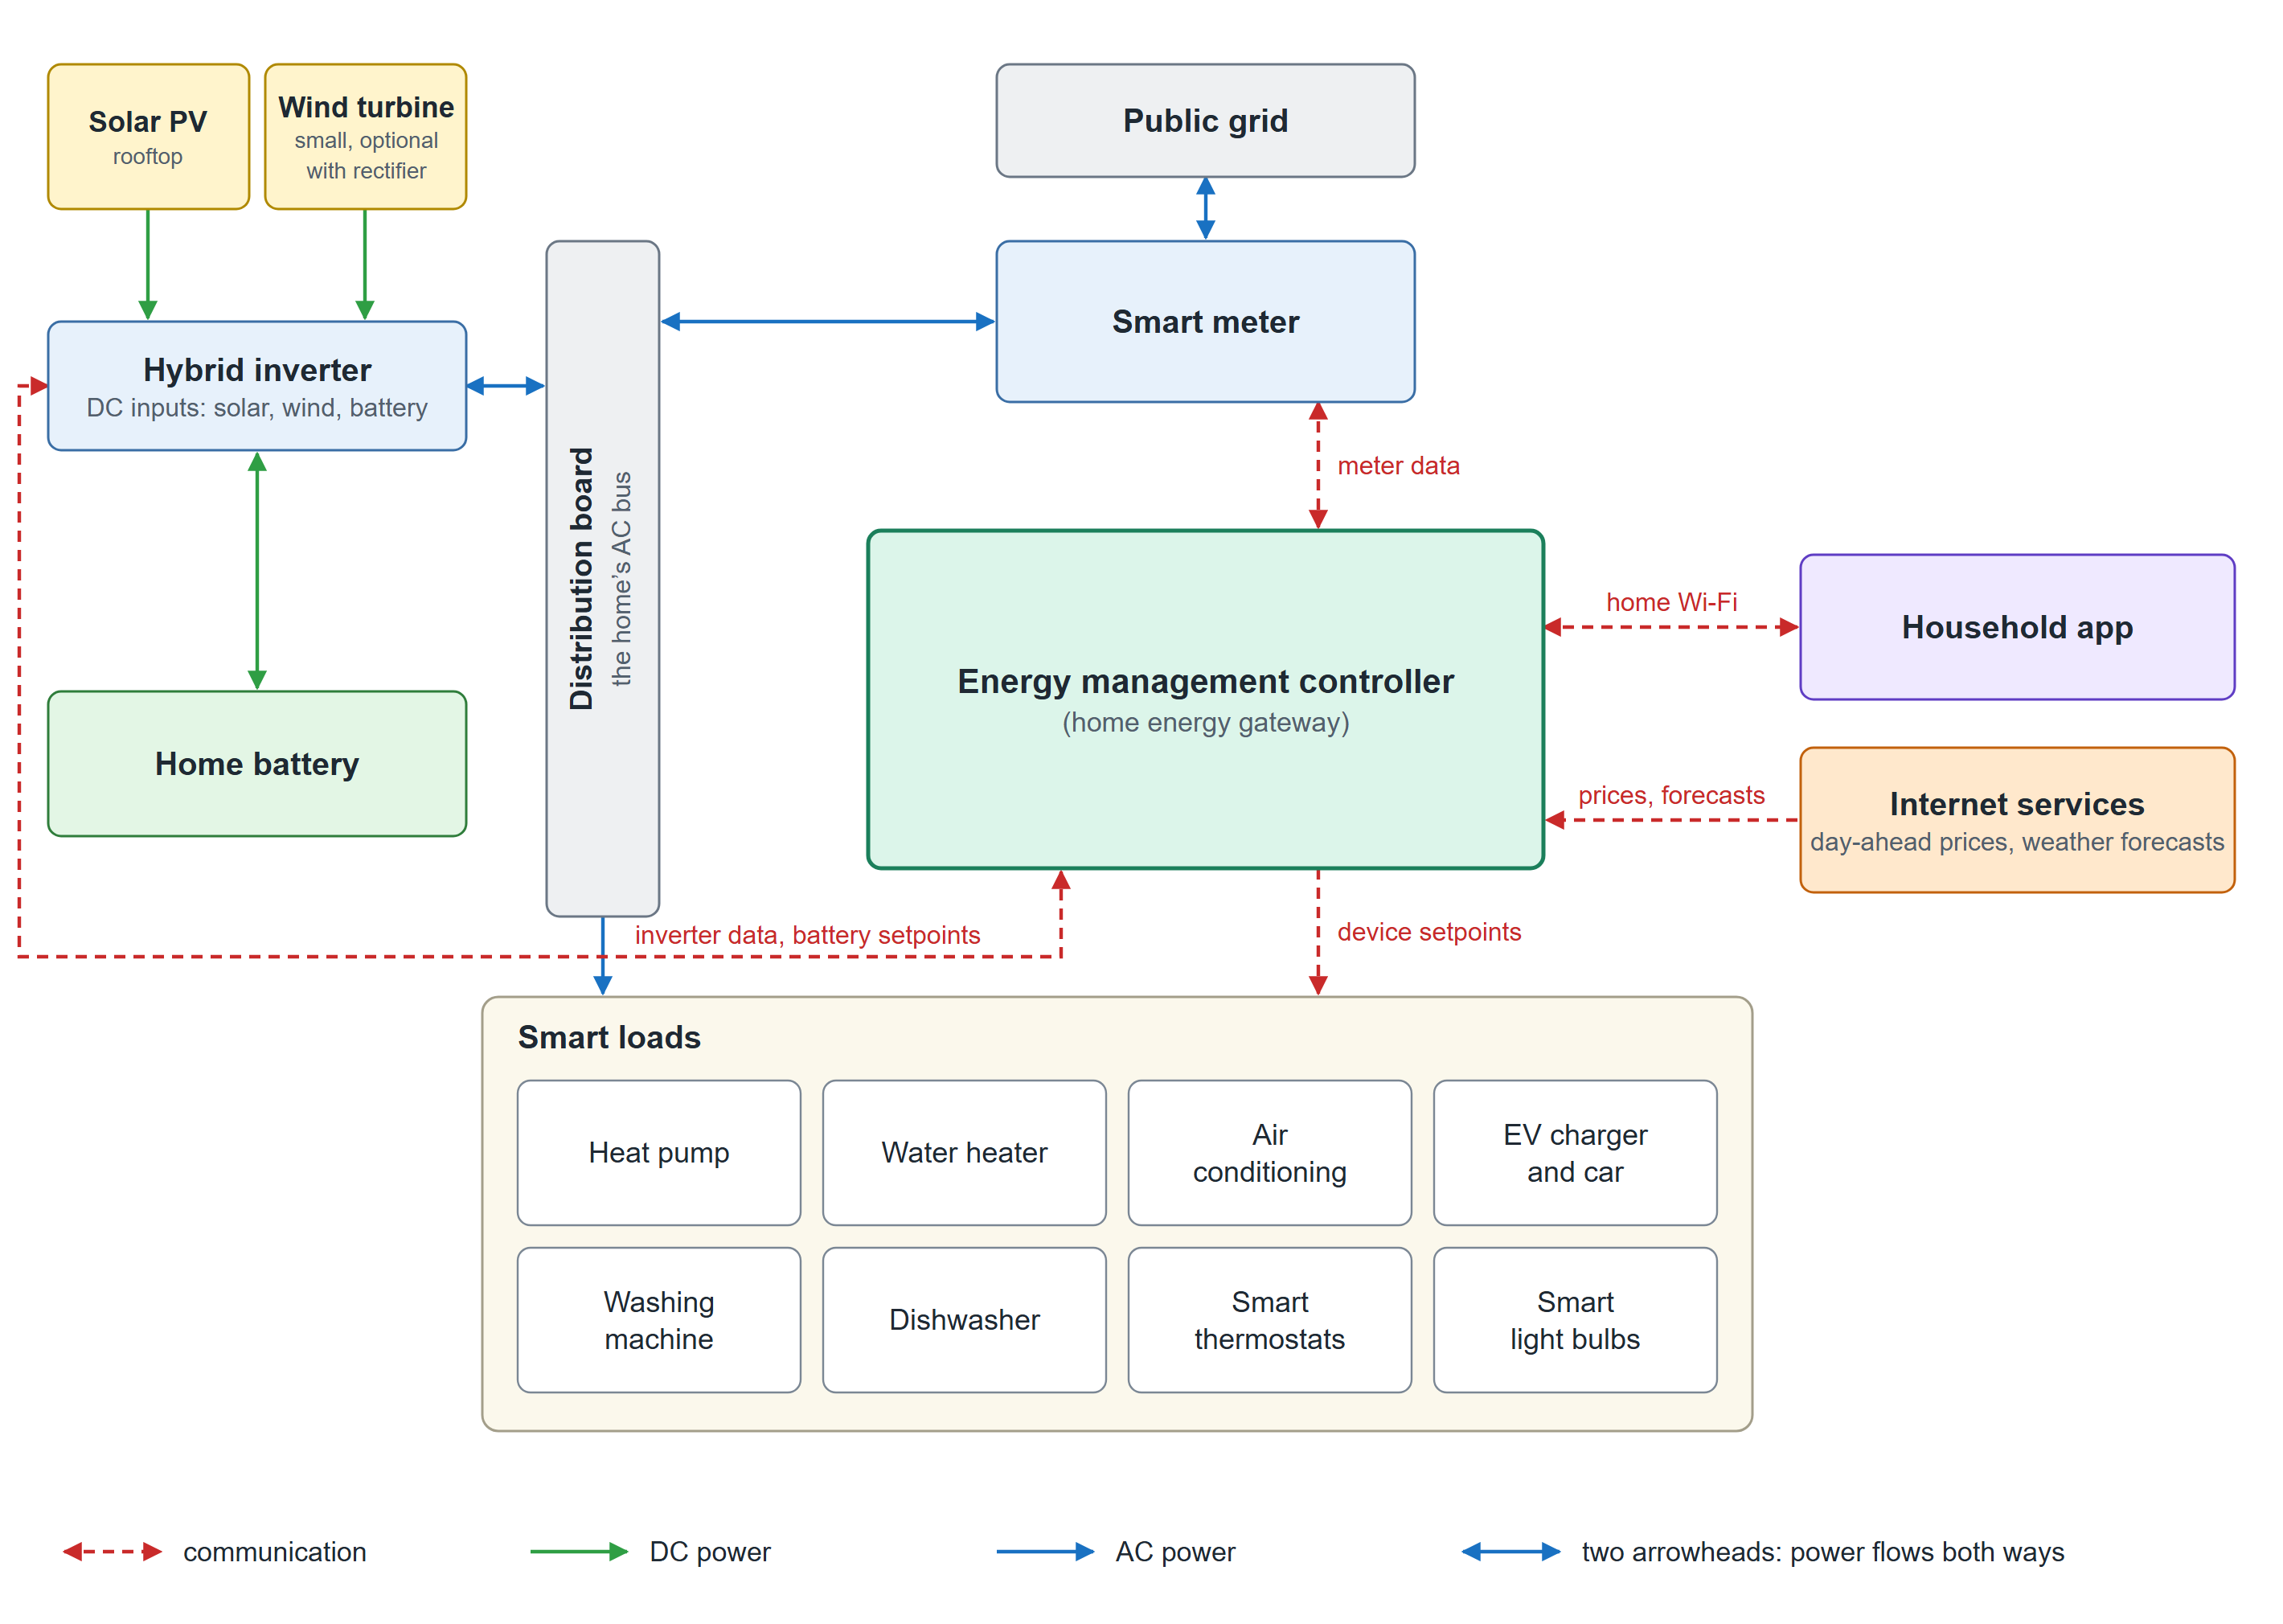 Solar PV
rooftop
Wind turbine
small, optional
with rectifier
Public grid
Hybrid inverter
DC inputs: solar, wind, battery
Distribution board
the home’s AC bus
Smart meter
meter data
Home battery
Energy management controller
(home energy gateway)
home Wi-Fi
Household app
prices, forecasts
Internet services
day-ahead prices, weather forecasts
inverter data, battery setpoints
device setpoints
Smart loads
Heat pump
Water heater
Air
conditioning
EV charger
and car
Washing
machine
Dishwasher
Smart
thermostats
Smart
light bulbs
communication
DC power
AC power
two arrowheads: power flows both ways